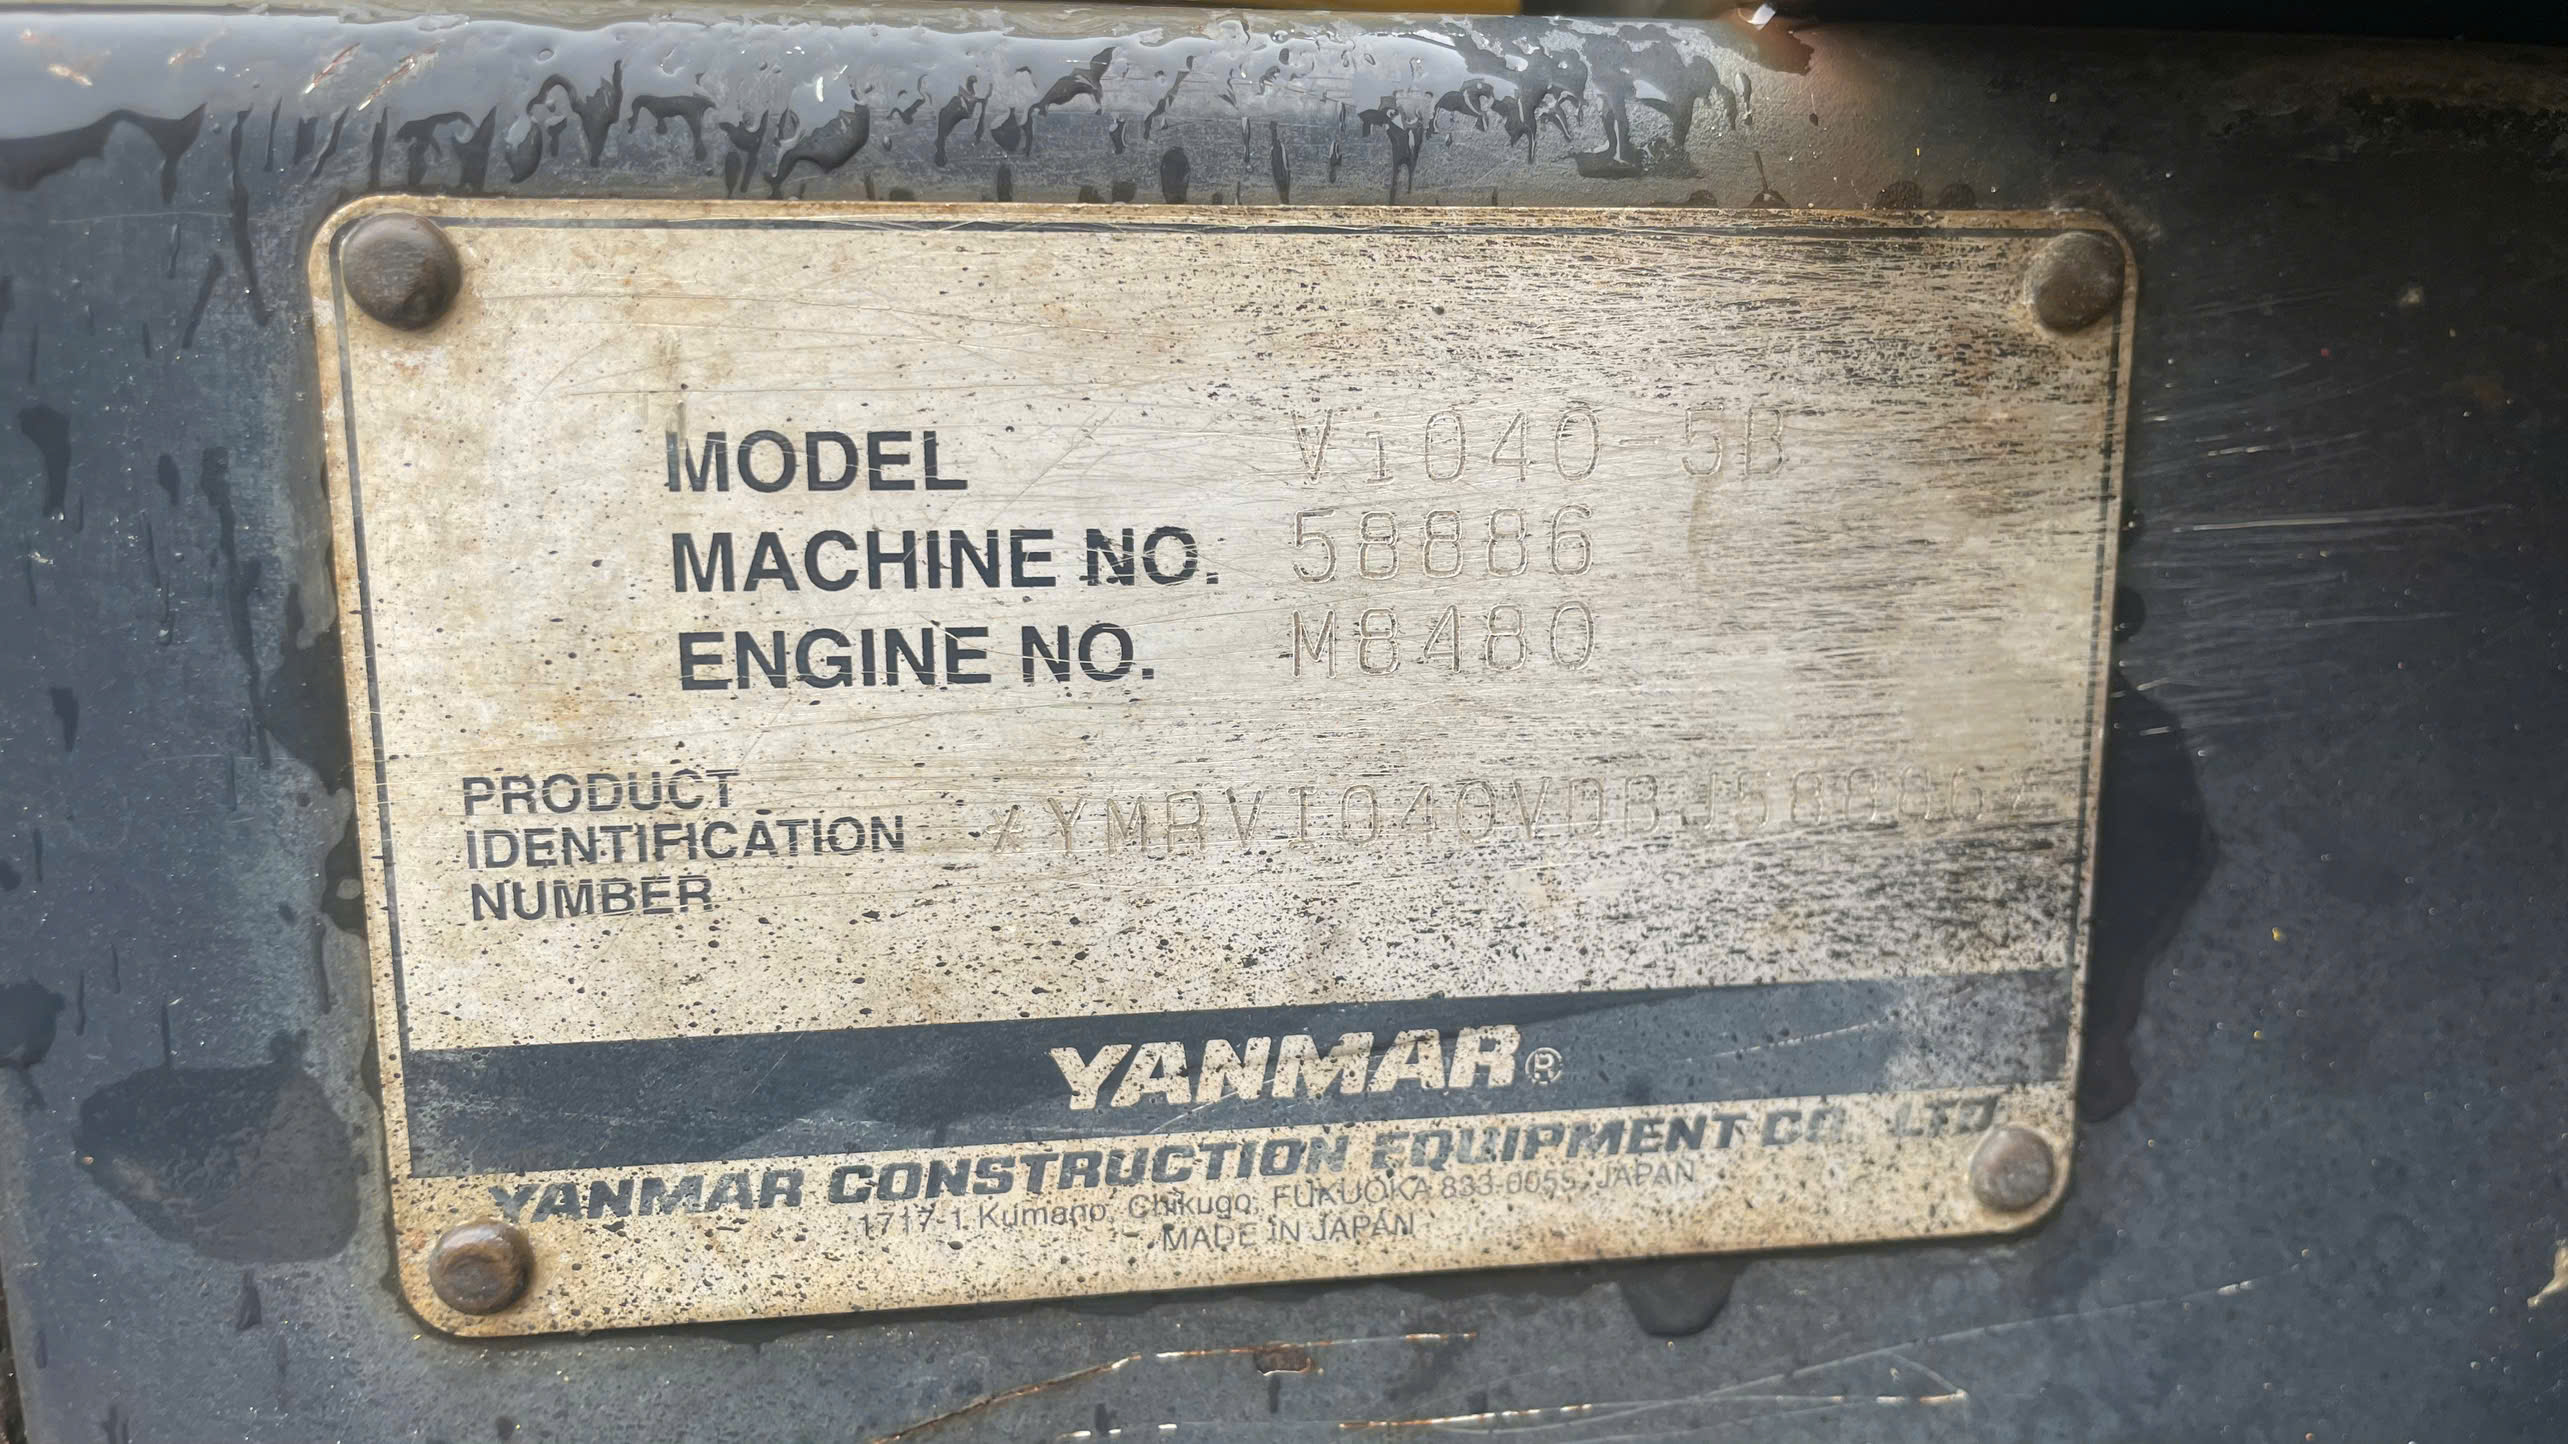 MODEL Vi040-5B
MACHINE NO. 58886
ENGINE NO. M8480
PRODUCT
IDENTIFICATION *YMRVI040VDBJ58886*
NUMBER
YANMAR®
YANMAR CONSTRUCTION EQUIPMENT CO., LTD.
1717-1, Kumano, Chikugo, FUKUOKA 833-0055, JAPAN
MADE IN JAPAN